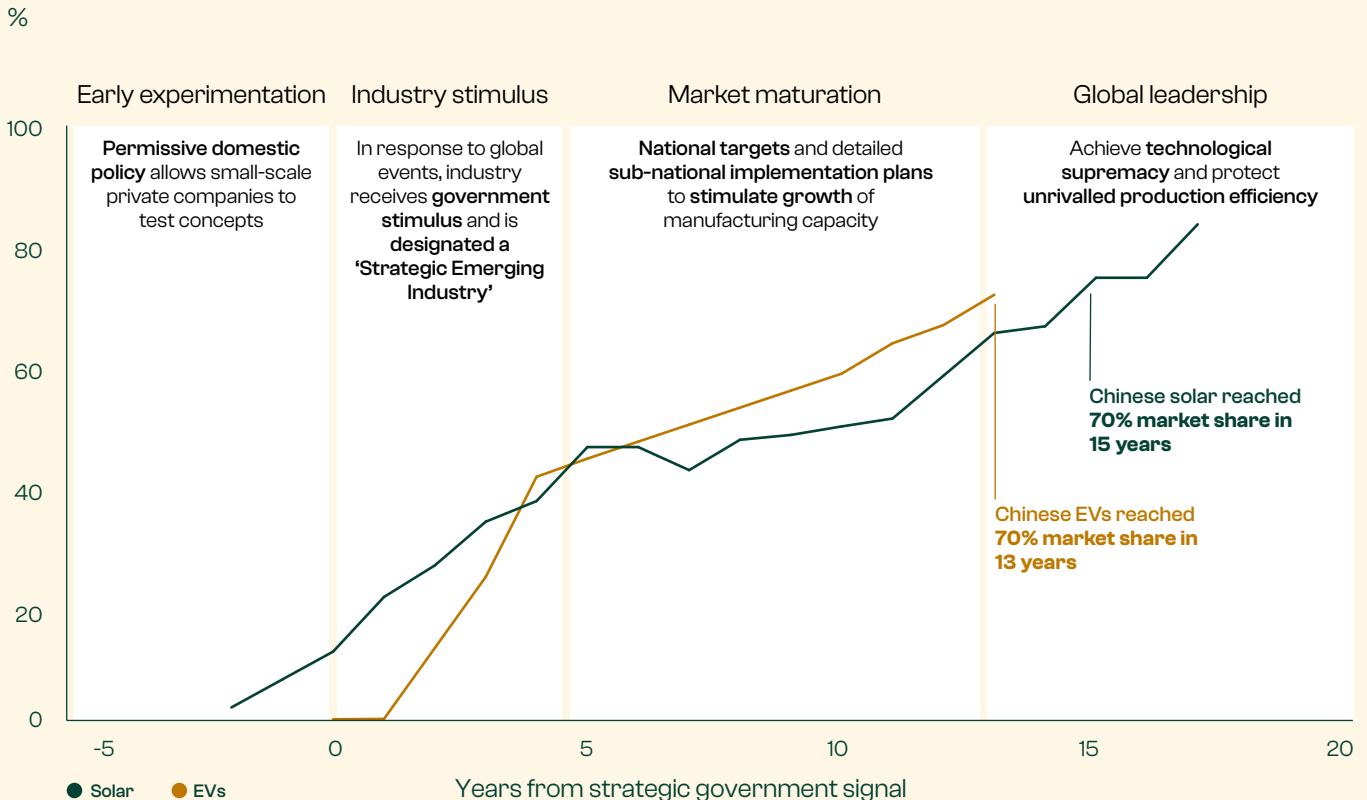 %
Early experimentation
Industry stimulus
Market maturation
Global leadership
Permissive domestic
policy allows small-scale
private companies to
test concepts
In response to global
events, industry
receives government
stimulus and is
designated a
‘Strategic Emerging
Industry’
National targets and detailed
sub-national implementation plans
to stimulate growth of
manufacturing capacity
Achieve technological
supremacy and protect
unrivalled production efficiency
100
80
60
40
20
0
Chinese solar reached
70% market share in
15 years
Chinese EVs reached
70% market share in
13 years
-5
0
5
10
15
20
Years from strategic government signal
Solar
EVs